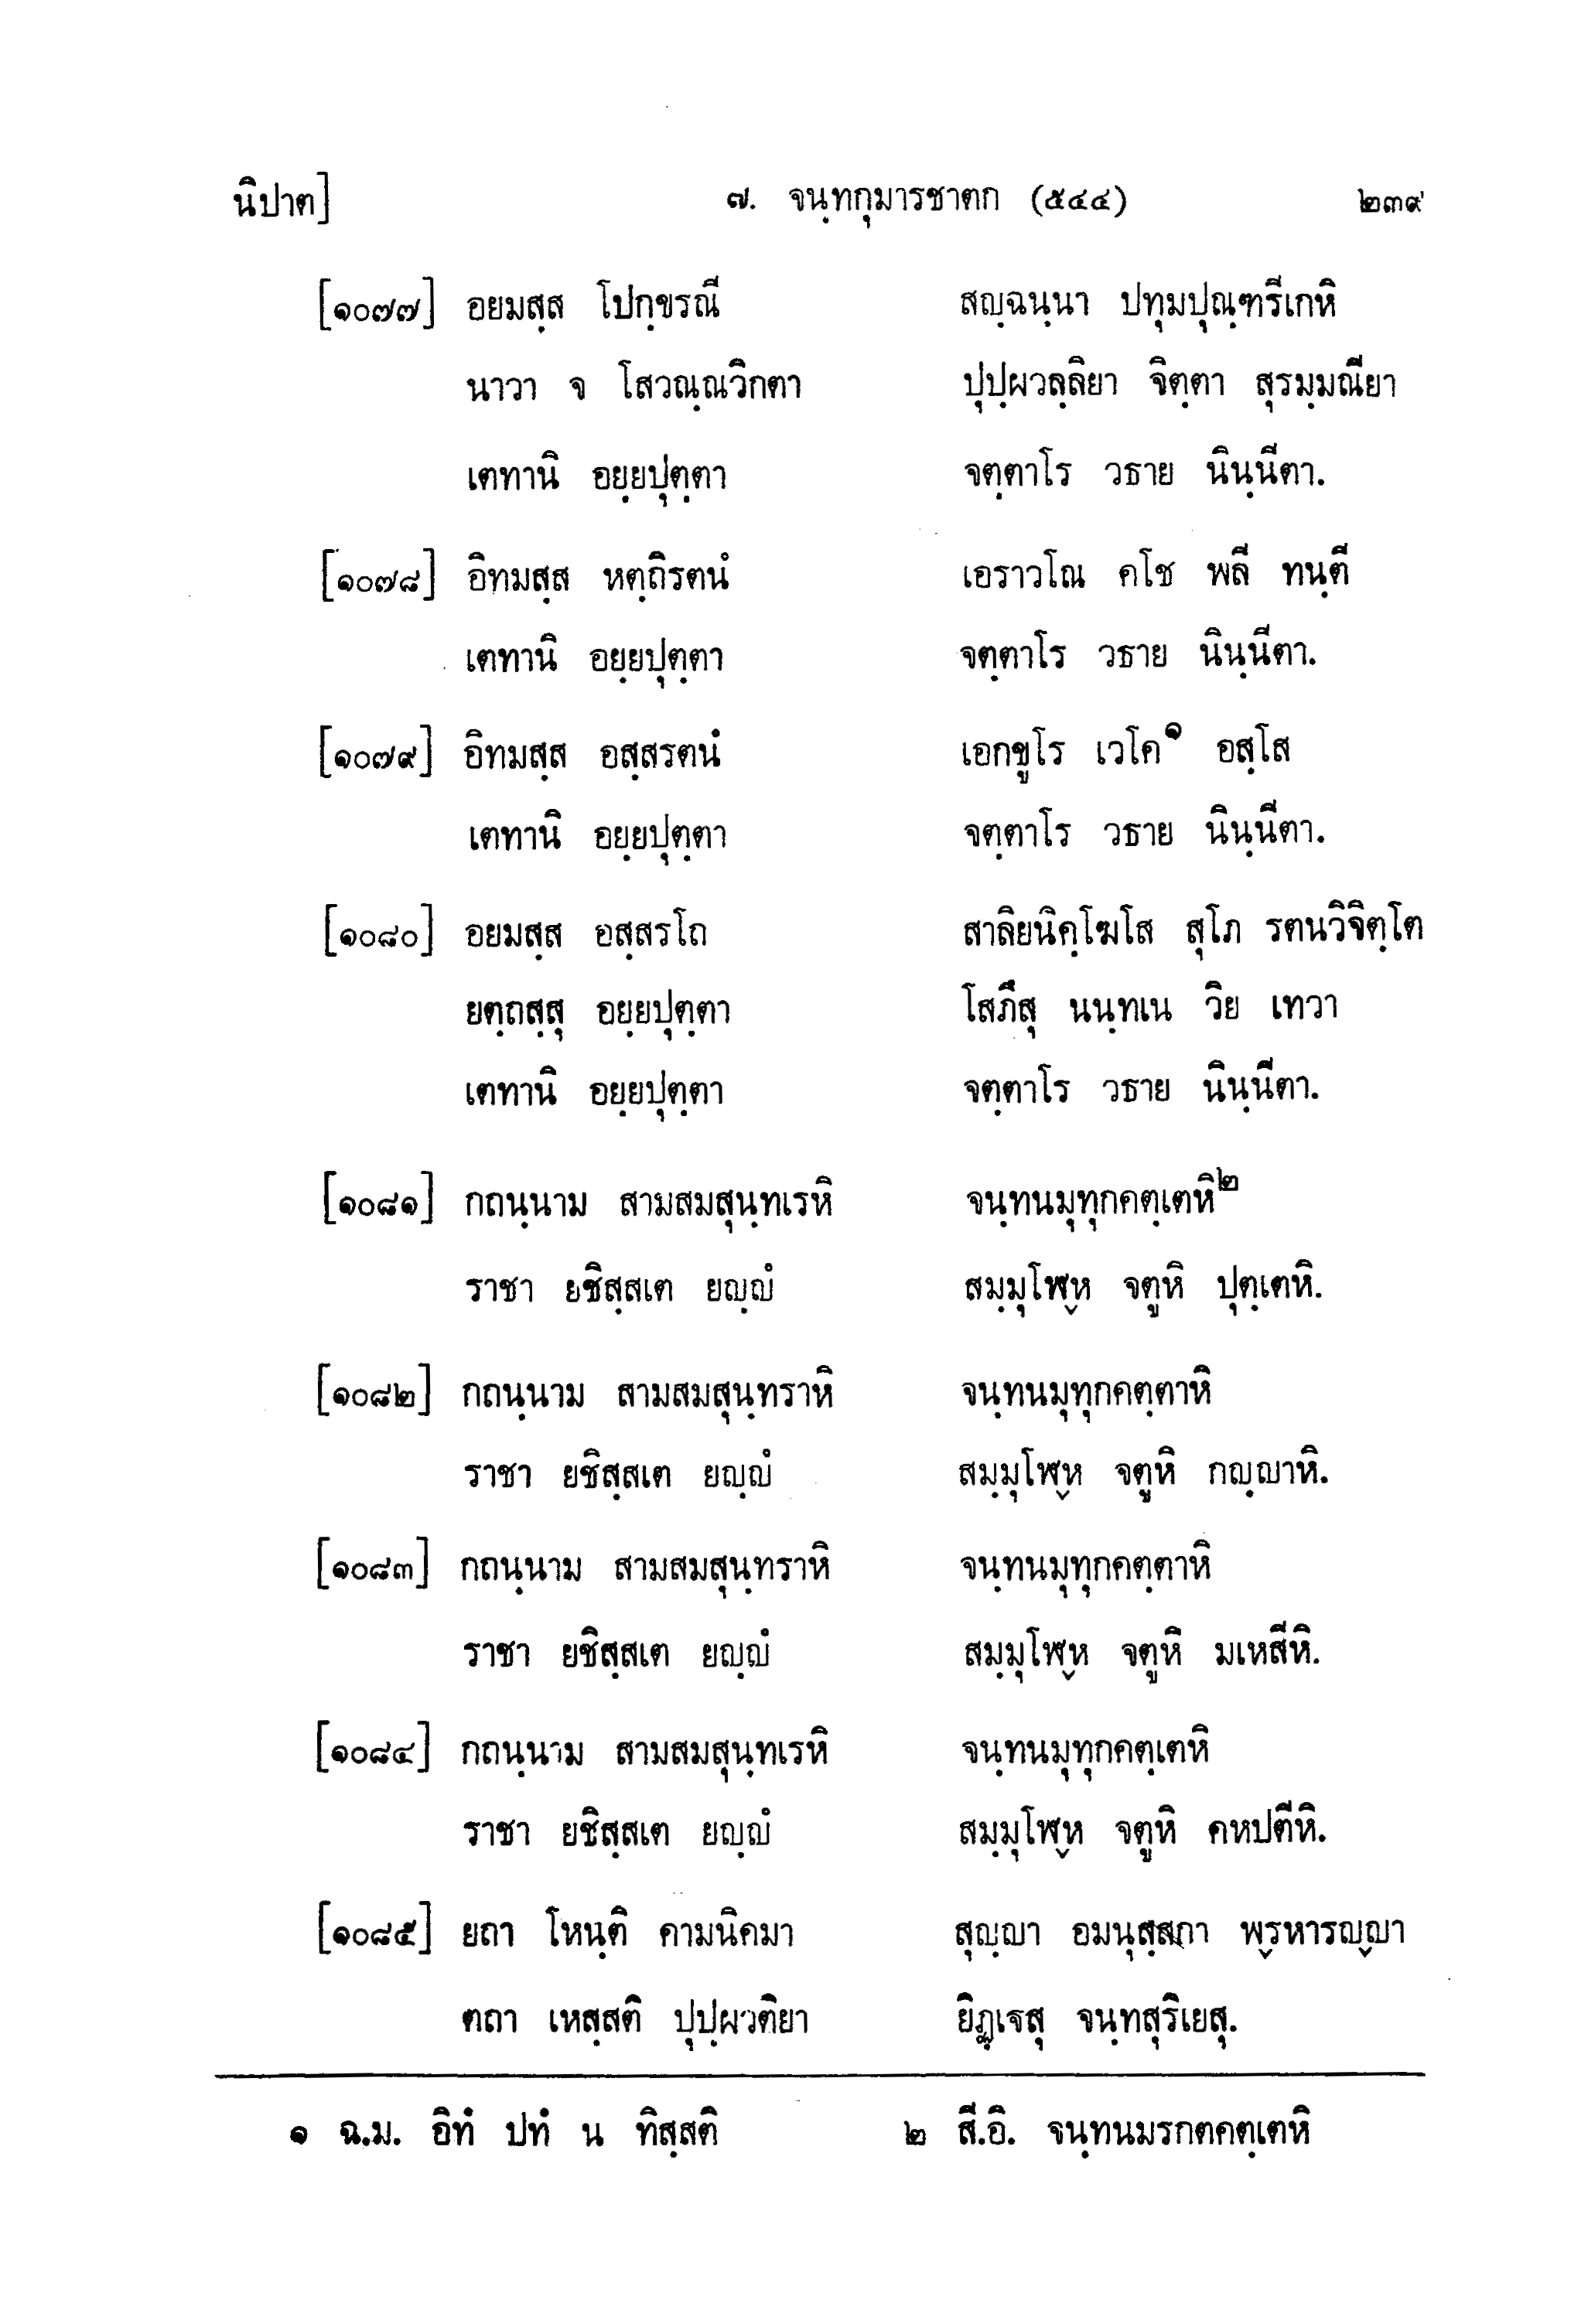 นิปาต] ๗. จนฺทกุมารชาตก (๕๔๔) ๒๓๙
[๑๐๗๗] อยมสฺส โปกฺขรณี สญฺฉนฺนา ปทุมปุณฺฑรีเกหิ
นาวา จ โสวณฺณวิกตา ปุปฺผวลฺลิยา จิตฺตา สุรมฺมณียา
เตทานิ อยฺยปุตฺตา จตฺตาโร วธาย นินฺนีตา.
[๑๐๗๘] อิทมสฺส หตฺถิรตนํ เอราวโณ คโช พลี ทนฺตี
เตทานิ อยฺยปุตฺตา จตฺตาโร วธาย นินฺนีตา.
[๑๐๗๙] อิทมสฺส อสฺสรตนํ เอกขูโร เวโค๑ อสฺโส
เตทานิ อยฺยปุตฺตา จตฺตาโร วธาย นินฺนีตา.
[๑๐๘๐] อยมสฺส อสฺสรโถ สาลิยนิคฺโฆโส สุโภ รตนวิจิตฺโต
ยตฺถสฺสุ อยฺยปุตฺตา โสภึสุ นนฺทเน วิย เทวา
เตทานิ อยฺยปุตฺตา จตฺตาโร วธาย นินฺนีตา.
[๑๐๘๑] กถนฺนาม สามสมสุนฺทเรหิ จนฺทนมุทุกคตฺเตหิ๒
ราชา ยชิสฺสเต ยญฺญํ สมฺมุโฬฺห จตูหิ ปุตฺเตหิ.
[๑๐๘๒] กถนฺนาม สามสมสุนฺทราหิ จนฺทนมุทุกคตฺตาหิ
ราชา ยชิสฺสเต ยญฺญํ สมฺมุโฬฺห จตูหิ กญฺญาหิ.
[๑๐๘๓] กถนฺนาม สามสมสุนฺทราหิ จนฺทนมุทุกคตฺตาหิ
ราชา ยชิสฺสเต ยญฺญํ สมฺมุโฬฺห จตูหิ มเหสีหิ.
[๑๐๘๔] กถนฺนาม สามสมสุนฺทเรหิ จนฺทนมุทุกคตฺเตหิ
ราชา ยชิสฺสเต ยญฺญํ สมฺมุโฬฺห จตูหิ คหปตีหิ.
[๑๐๘๕] ยถา โหนฺติ คามนิคมา สุญฺญา อมนุสฺสกา พฺรหารญฺญา
ตถา เหสฺสติ ปุปฺผวติยา ยิฏฺเฐสุ จนฺทสุริเยสุ.
๑ ฉ.ม. อิทํ ปทํ น ทิสฺสติ ๒ สี.อิ. จนฺทนมรกตคตฺเตหิ